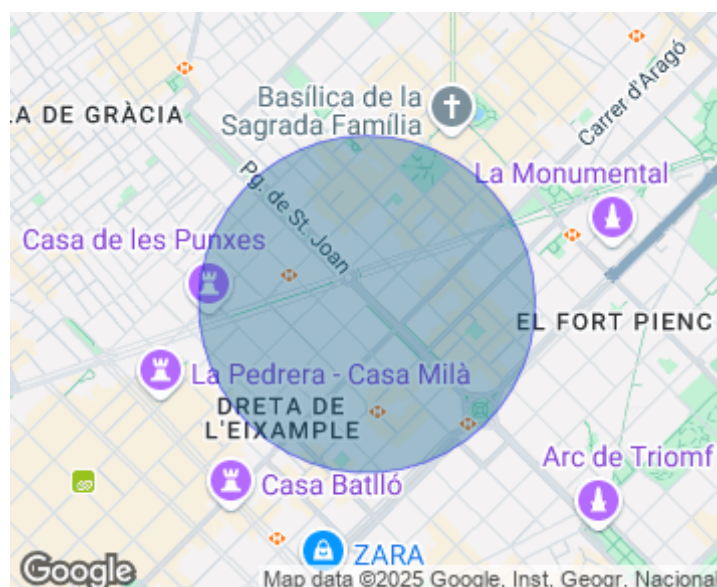 Basílica de la
Sagrada Família
Carrer d'Aragó
LA DE GRÀCIA
La Monumental
Pg. de St. Joan
Casa de les Punxes
EL FORT PIENC
La Pedrera - Casa Milà
DRETA DE
L'EIXAMPLE
Arc de Triomf
Casa Batlló
ZARA
Google
Map data ©2025 Google, Inst. Geogr. Nacional